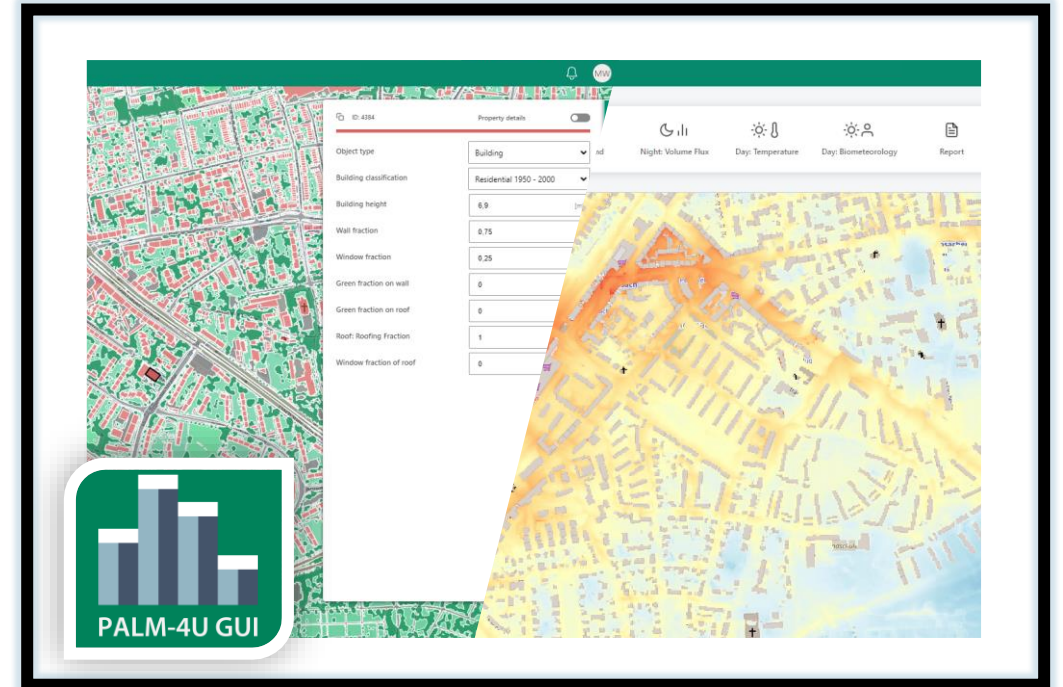 MW
ID: 4384 Property details
Object type Building
Building classification Residential 1950 - 2000
Building height 6,9
Wall fraction 0,75
Window fraction 0,25
Green fraction on wall 0
Green fraction on roof 0
Roof: Roofing Fraction 1
Window fraction of roof 0
nd Night: Volume Flux Day: Temperature Day: Biometeorology Report
PALM-4U GUI